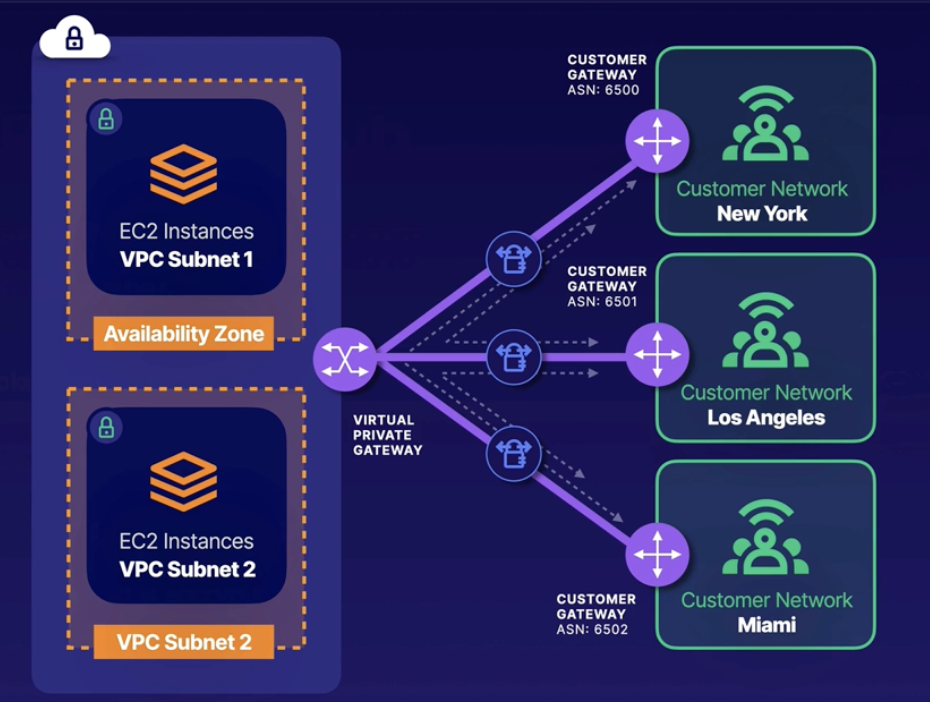 EC2 Instances
VPC Subnet 1
Availability Zone
EC2 Instances
VPC Subnet 2
VPC Subnet 2
VIRTUAL
PRIVATE
GATEWAY
CUSTOMER
GATEWAY
ASN: 6500
Customer Network
New York
CUSTOMER
GATEWAY
ASN: 6501
Customer Network
Los Angeles
CUSTOMER
GATEWAY
ASN: 6502
Customer Network
Miami